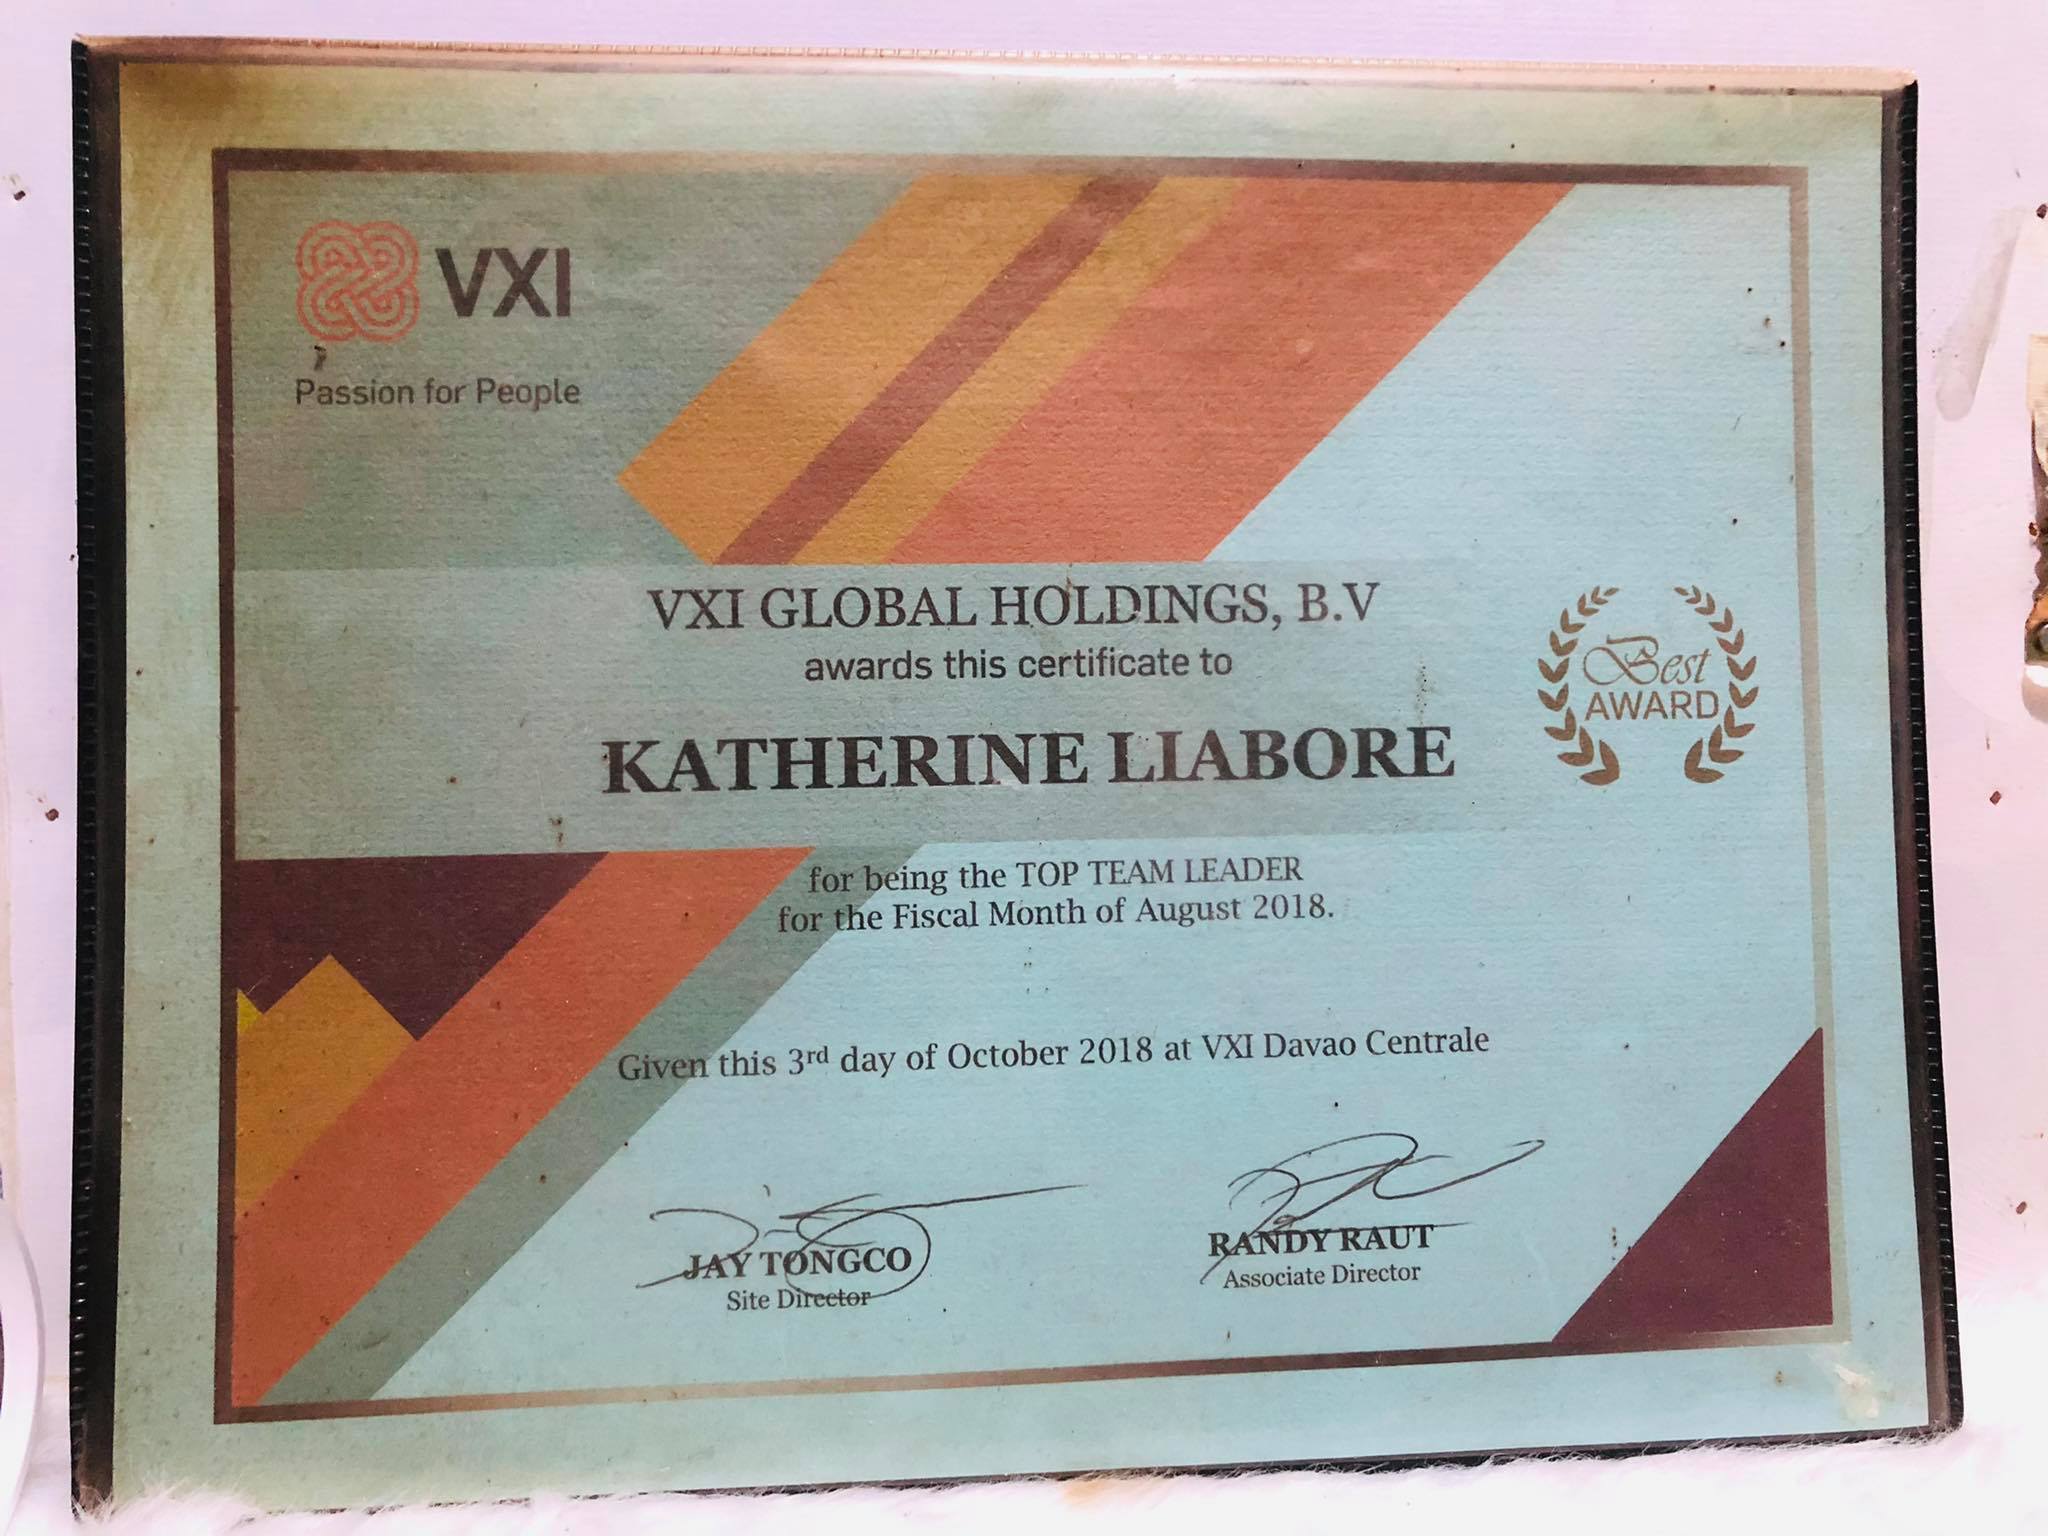 VXI
Passion for People
VXI GLOBAL HOLDINGS, B.V
awards this certificate to
KATHERINE LIABORE
Best
AWARD
for being the TOP TEAM LEADER
for the Fiscal Month of August 2018.
Given this 3rd day of October 2018 at VXI Davao Centrale
JAY TONGCO
Site Director
RANDY RAUT
Associate Director